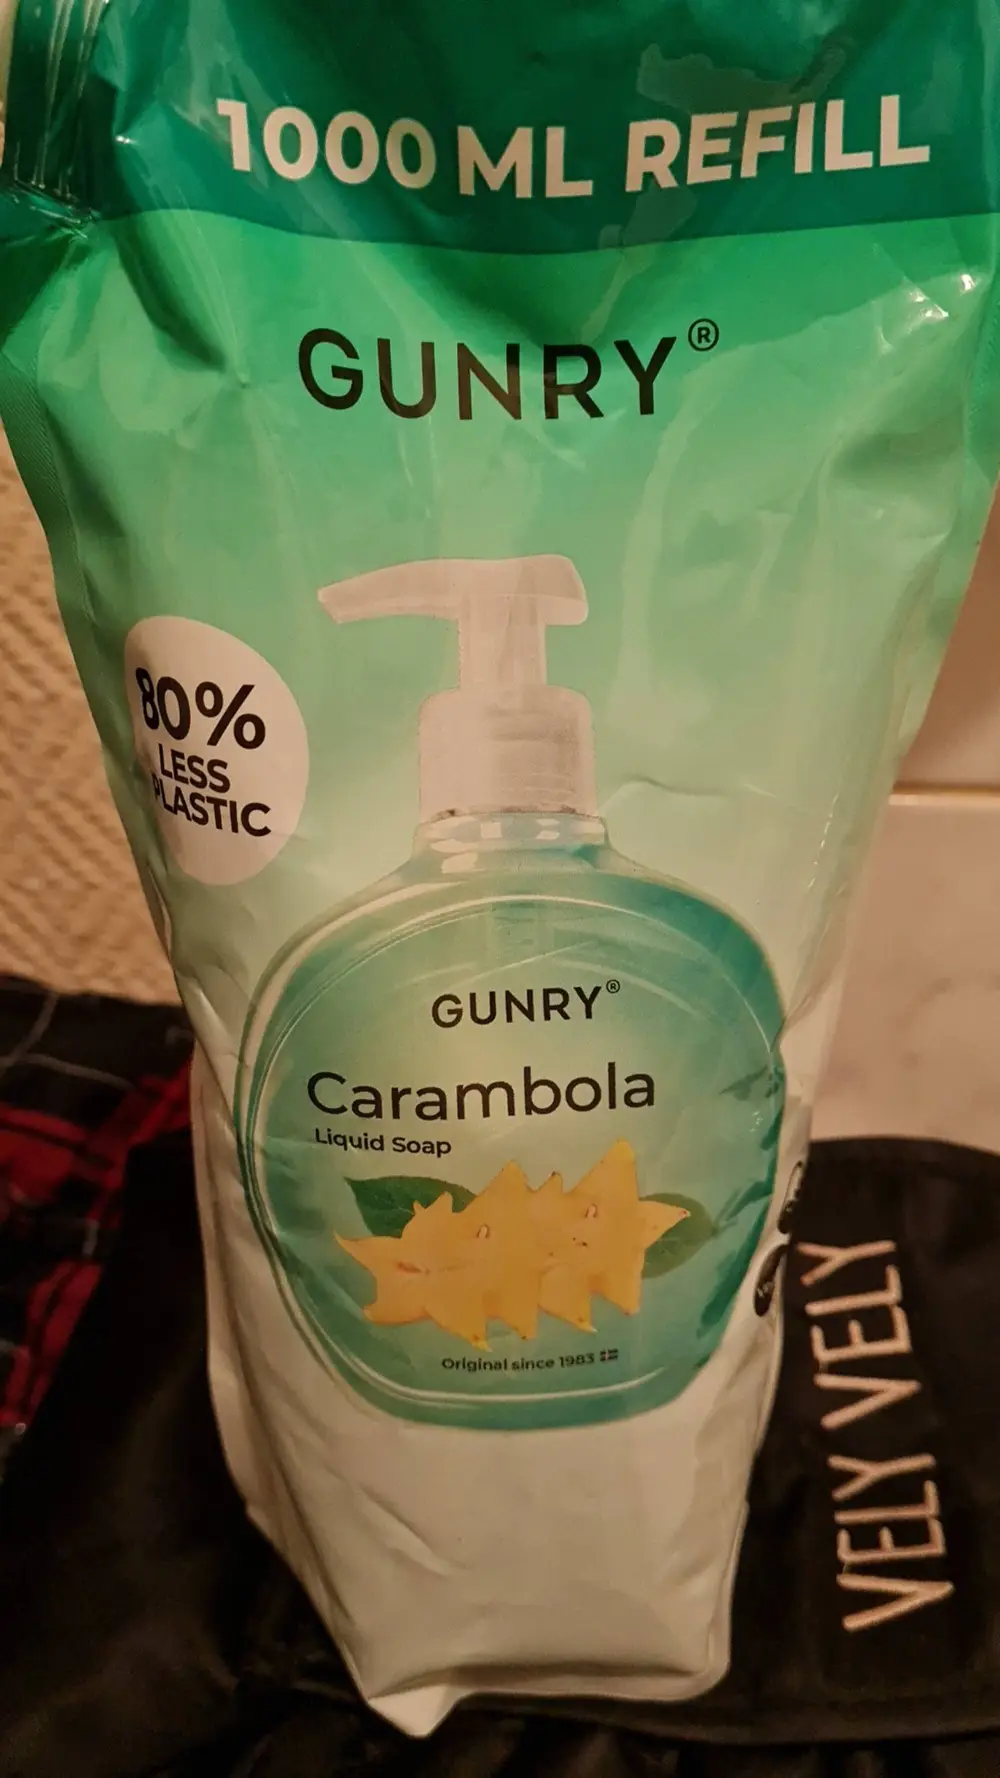 1000 ML REFILL
GUNRY®
80%
LESS
PLASTIC
GUNRY®
Carambola
Liquid Soap
Original since 1983
VELY VELY